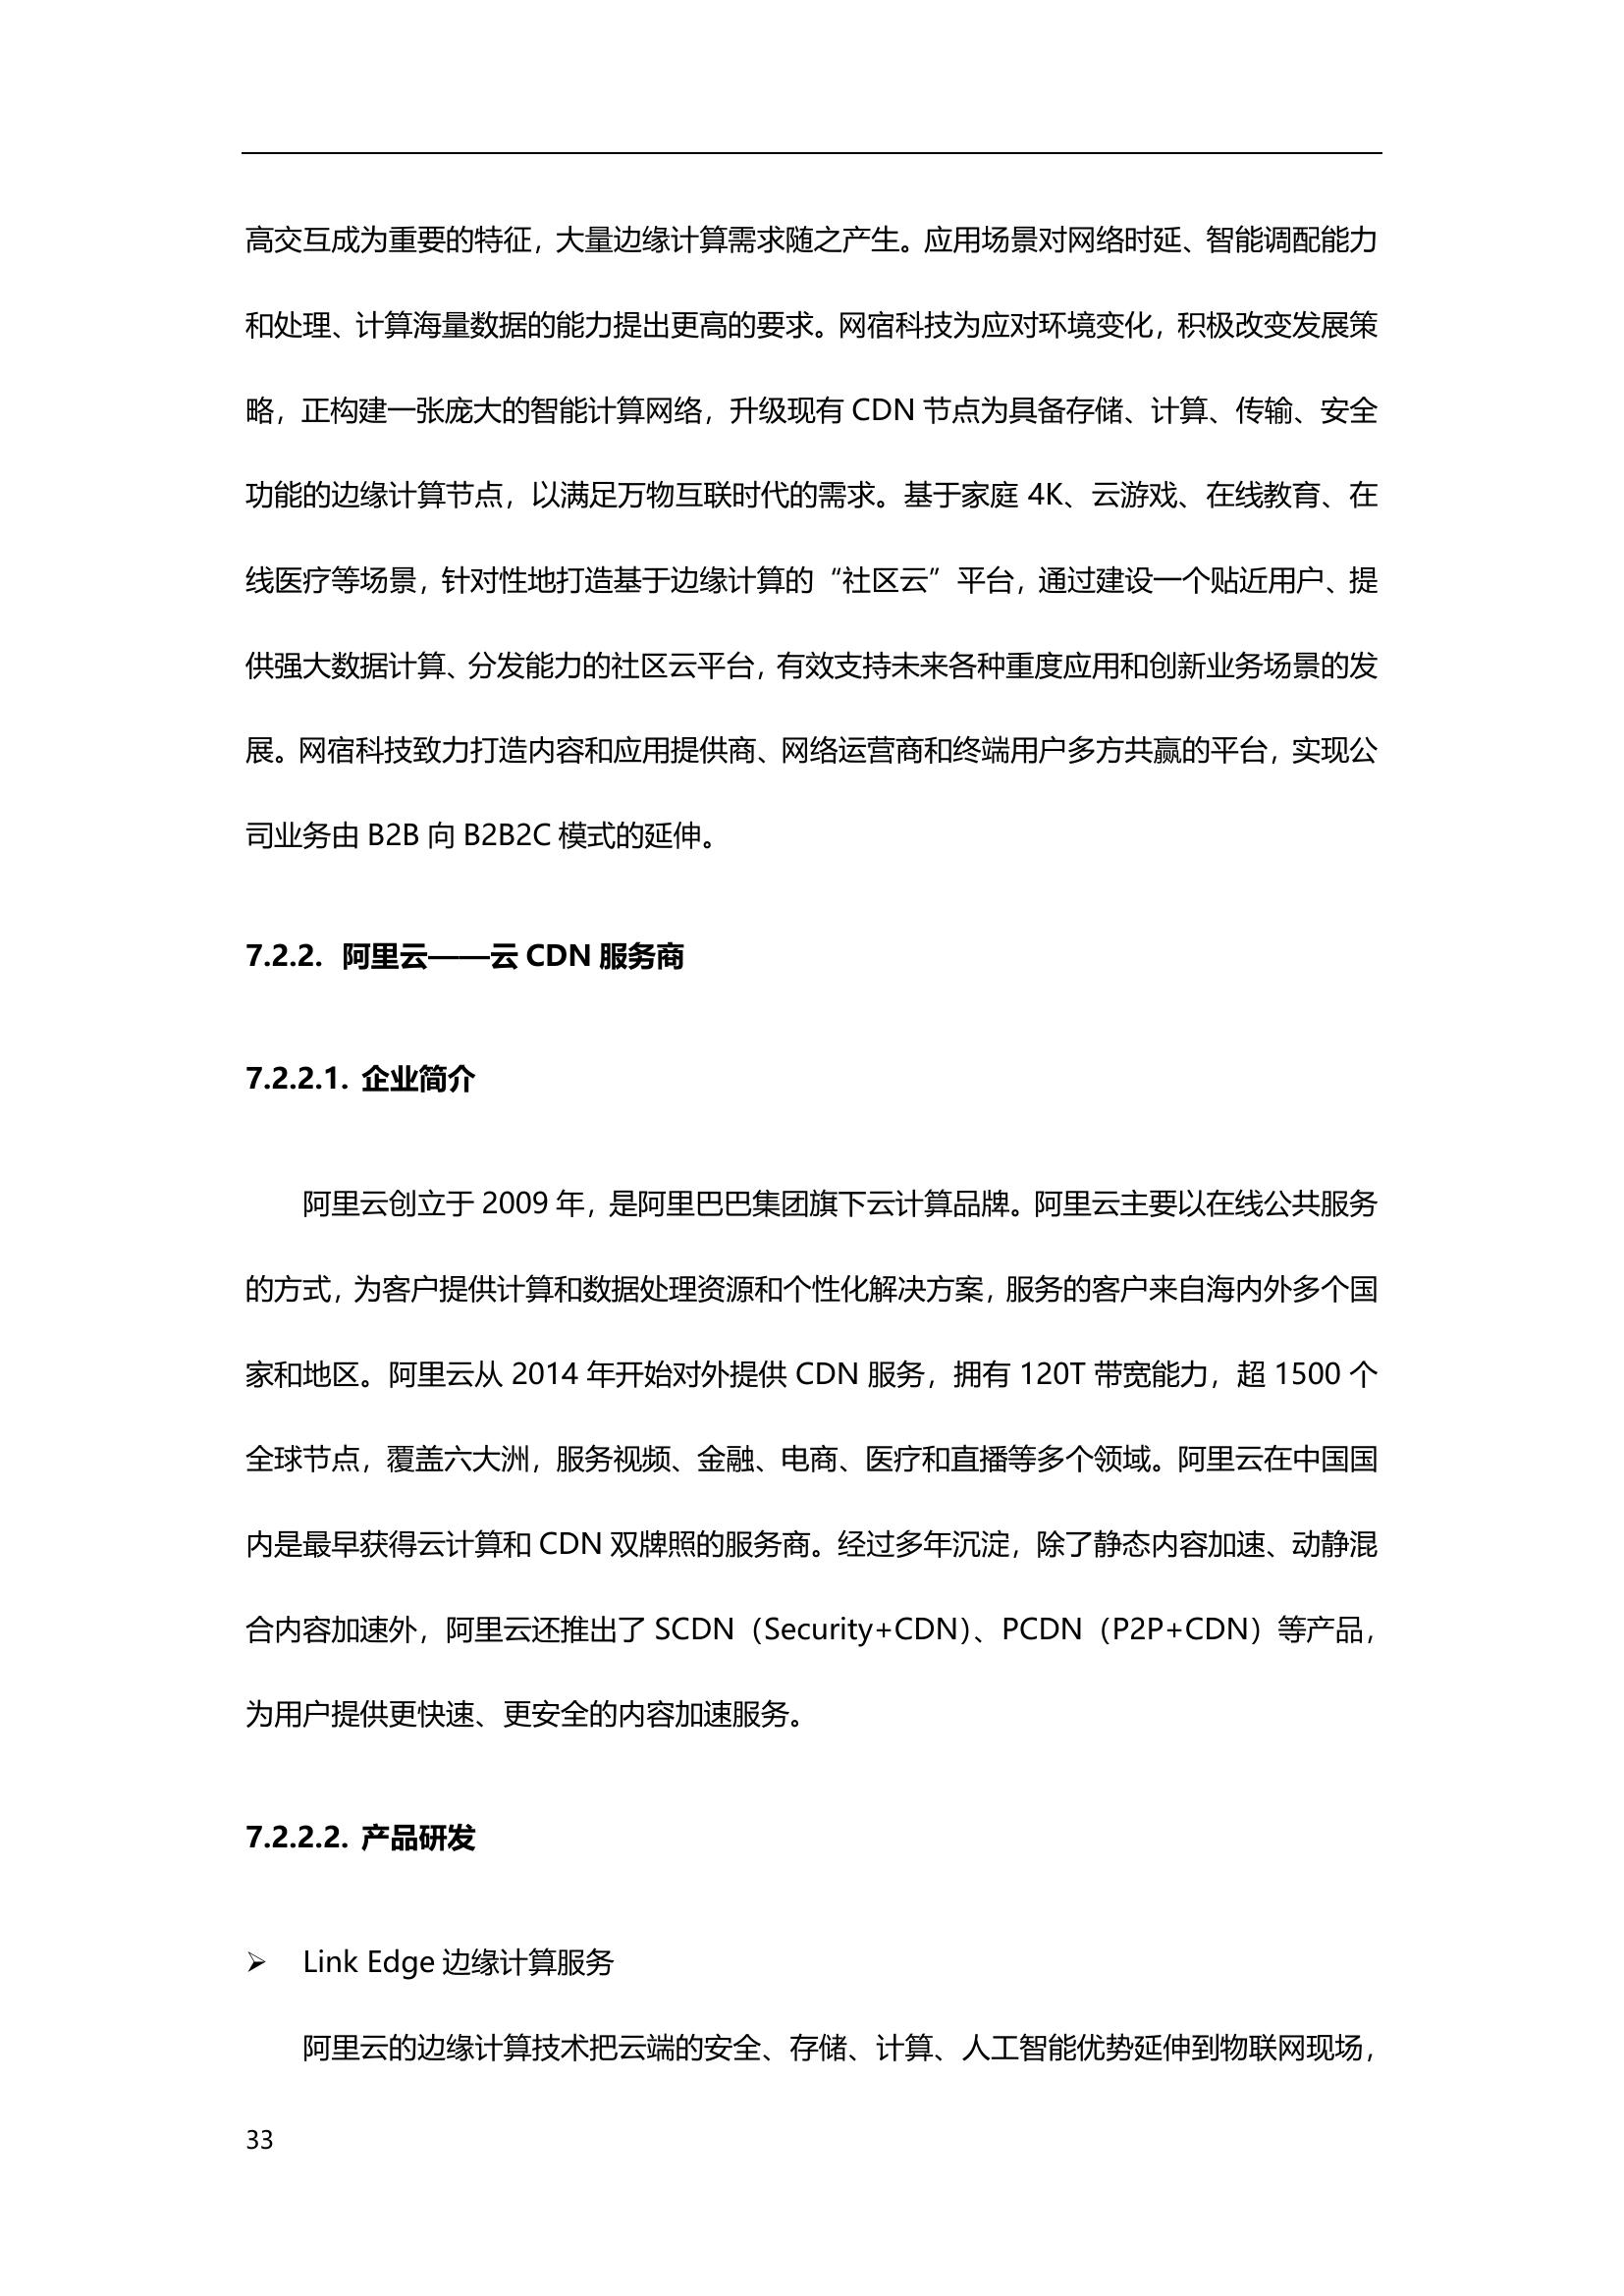 高交互成为重要的特征，大量边缘计算需求随之产生。应用场景对网络时延、智能调配能力
和处理、计算海量数据的能力提出更高的要求。网宿科技为应对环境变化，积极改变发展策
略，正构建一张庞大的智能计算网络，升级现有 CDN 节点为具备存储、计算、传输、安全
功能的边缘计算节点，以满足万物互联时代的需求。基于家庭 4K、云游戏、在线教育、在
线医疗等场景，针对性地打造基于边缘计算的“社区云”平台，通过建设一个贴近用户、提
供强大数据计算、分发能力的社区云平台，有效支持未来各种重度应用和创新业务场景的发
展。网宿科技致力打造内容和应用提供商、网络运营商和终端用户多方共赢的平台，实现公
司业务由 B2B 向 B2B2C 模式的延伸。
7.2.2. 阿里云——云 CDN 服务商
7.2.2.1. 企业简介
阿里云创立于 2009 年，是阿里巴巴集团旗下云计算品牌。阿里云主要以在线公共服务
的方式，为客户提供计算和数据处理资源和个性化解决方案，服务的客户来自海内外多个国
家和地区。阿里云从 2014 年开始对外提供 CDN 服务，拥有 120T 带宽能力，超 1500 个
全球节点，覆盖六大洲，服务视频、金融、电商、医疗和直播等多个领域。阿里云在中国国
内是最早获得云计算和 CDN 双牌照的服务商。经过多年沉淀，除了静态内容加速、动静混
合内容加速外，阿里云还推出了 SCDN（Security+CDN）、PCDN（P2P+CDN）等产品，
为用户提供更快速、更安全的内容加速服务。
7.2.2.2. 产品研发
➢ Link Edge 边缘计算服务
阿里云的边缘计算技术把云端的安全、存储、计算、人工智能优势延伸到物联网现场，
33